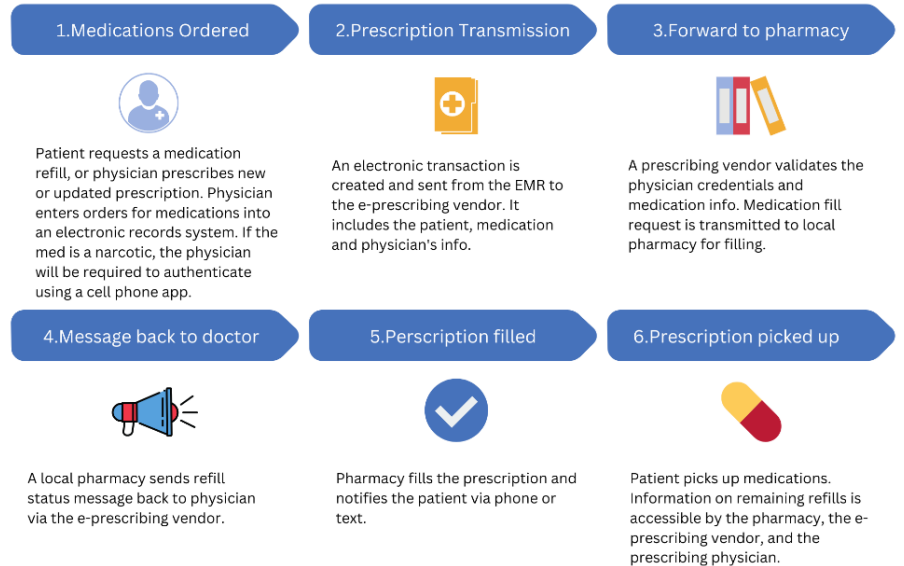 1.Medications Ordered
Patient requests a medication
refill, or physician prescribes new
or updated prescription. Physician
enters orders for medications into
an electronic records system. If the
med is a narcotic, the physician
will be required to authenticate
using a cell phone app.
2.Prescription Transmission
An electronic transaction is
created and sent from the EMR to
the e-prescribing vendor. It
includes the patient, medication
and physician's info.
3.Forward to pharmacy
A prescribing vendor validates the
physician credentials and
medication info. Medication fill
request is transmitted to local
pharmacy for filling.
4.Message back to doctor
A local pharmacy sends refill
status message back to physician
via the e-prescribing vendor.
5.Perscription filled
Pharmacy fills the prescription and
notifies the patient via phone or
text.
6.Prescription picked up
Patient picks up medications.
Information on remaining refills is
accessible by the pharmacy, the e-
prescribing vendor, and the
prescribing physician.